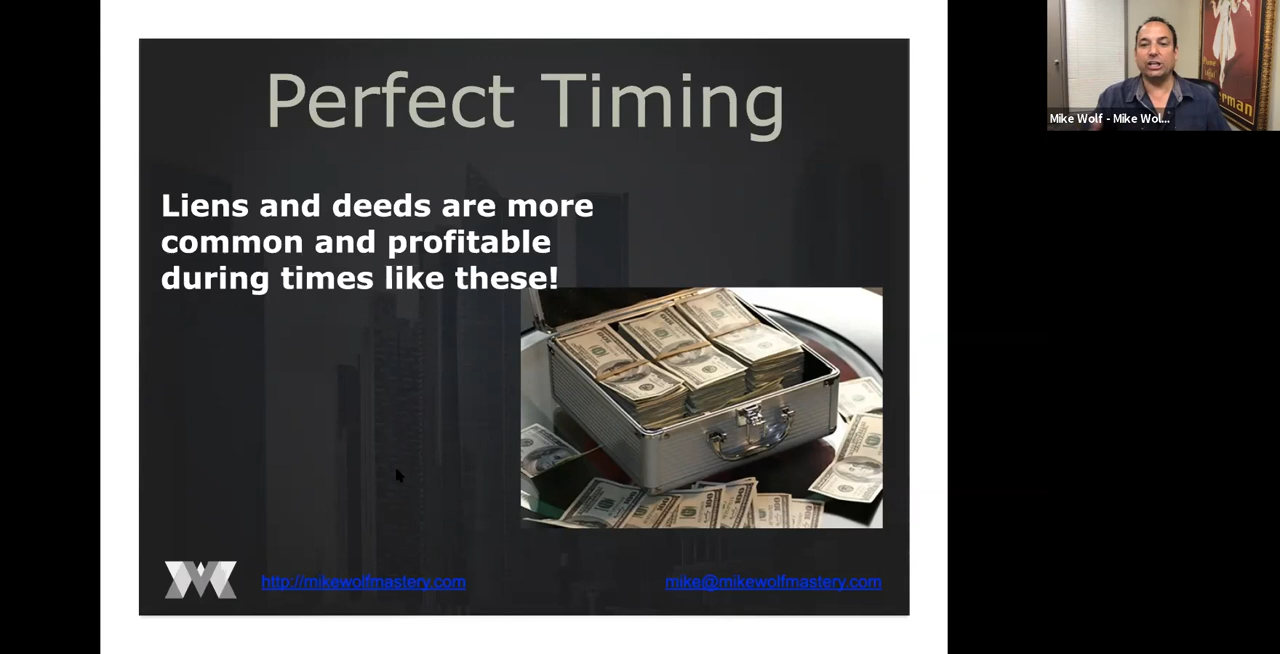 Perfect Timing
Liens and deeds are more
common and profitable
during times like these!
http://mikewolfmastery.com
mike@mikewolfmastery.com
Mike Wolf - Mike Wol...
rman